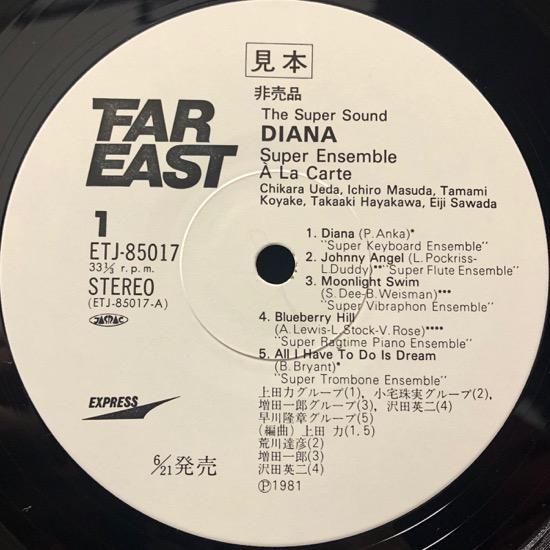 見本
非売品
The Super Sound
DIANA
Super Ensemble
À La Carte
Chikara Ueda, Ichiro Masuda, Tamami
Koyake, Takaaki Hayakawa, Eiji Sawada
FAR
EAST
1
ETJ-85017
33⅓ r.p.m.
STEREO
(ETJ-85017-A)
JASRAC
1. Diana (P.Anka)*
"Super Keyboard Ensemble"
2. Johnny Angel (L.Pockriss-
L.Duddy)** "Super Flute Ensemble"
3. Moonlight Swim
(S.Dee-B.Weisman)***
"Super Vibraphon Ensemble"
4. Blueberry Hill
(A.Lewis-L.Stock-V.Rose)****
"Super Ragtime Piano Ensemble"
5. All I Have To Do Is Dream
(B.Bryant)*
"Super Trombone Ensemble"
上田力グループ(1), 小宅珠実グループ(2),
増田一郎グループ(3), 沢田英二(4)
早川隆章グループ(5)
(編曲)上田 力(1.5)
荒川達彦(2)
増田一郎(3)
沢田英二(4)
Ⓟ1981
EXPRESS
6/21発売